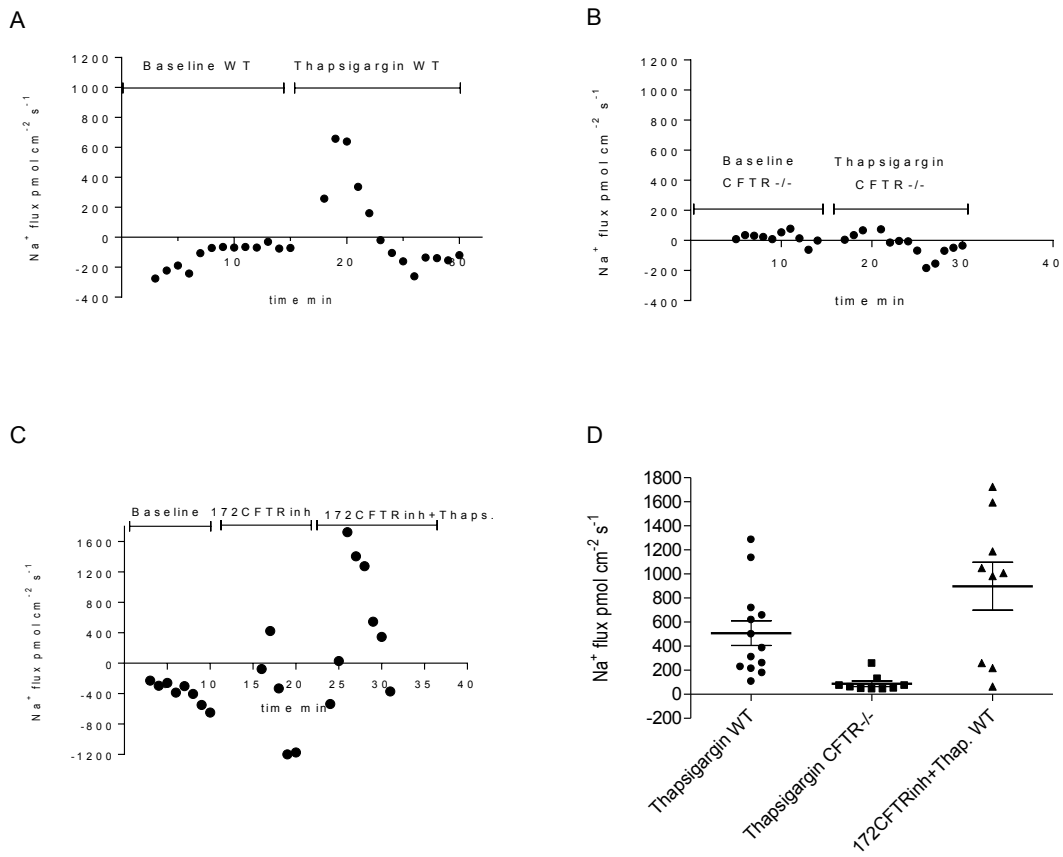 A
Baseline WT
Thapsigargin WT
Na+ flux pmol cm-2 s-1
1200
1000
800
600
400
200
0
-200
-400
10
20
30
time min
B
Baseline
CFTR-/-
Thapsigargin
CFTR-/-
Na+ flux pmol cm-2 s-1
1200
1000
800
600
400
200
0
-200
-400
10
20
30
40
time min
C
Baseline
172CFTRinh
172CFTRinh+Thaps.
Na+ flux pmol cm-2 s-1
1600
1200
800
400
0
-400
-800
-1200
5
10
15
20
25
30
35
40
time min
D
Na+ flux pmol cm-2 s-1
1800
1600
1400
1200
1000
800
600
400
200
0
-200
Thapsigargin WT
Thapsigargin CFTR-/-
172CFTRinh+Thap. WT